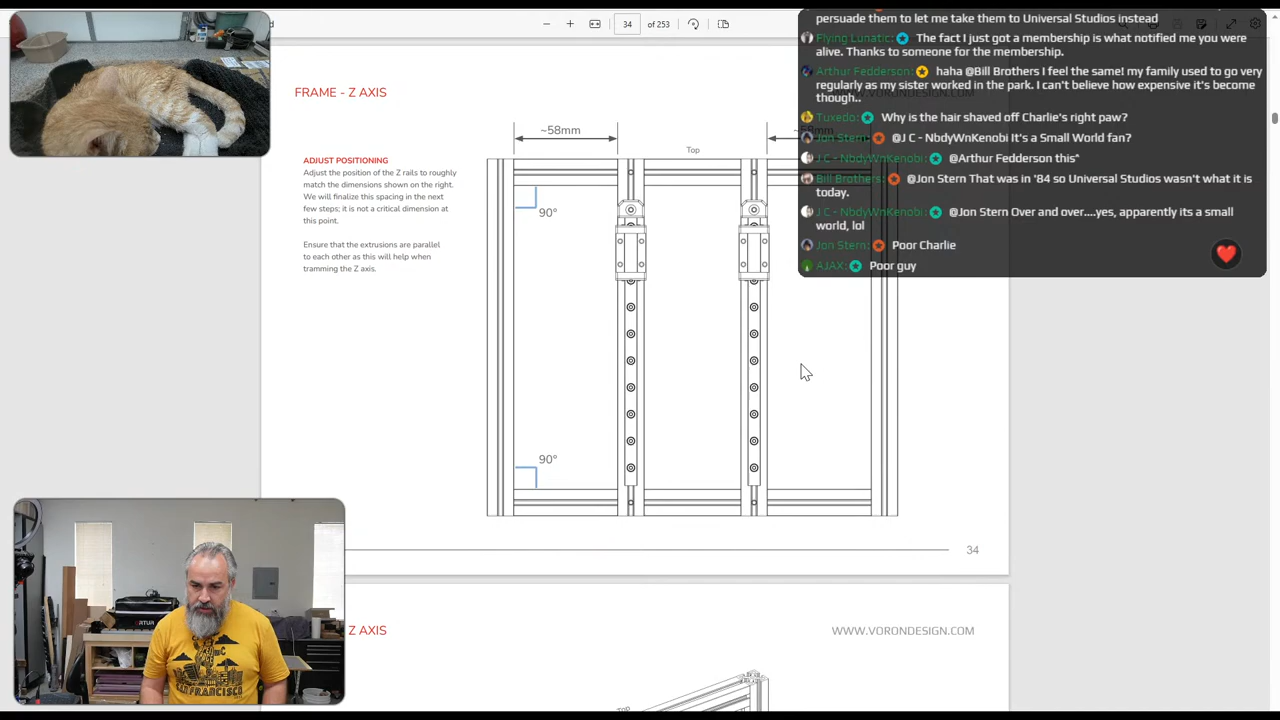 34
of 253
persuade them to let me take them to Universal Studios instead
Flying Lunatic: The fact I just got a membership is what notified me you were
alive. Thanks to someone for the membership.
Arthur Fedderson: haha @Bill Brothers I feel the same! my family used to go very
regularly as my sister worked in the park. I can't believe how expensive it's become
though..
Tuxedo: Why is the hair shaved off Charlie's right paw?
Jon Stern: @J C - NbdyWnKenobi It's a Small World fan?
J C - NbdyWnKenobi: @Arthur Fedderson this^
Bill Brothers: @Jon Stern That was in '84 so Universal Studios wasn't what it is
today.
J C - NbdyWnKenobi: @Jon Stern Over and over....yes, apparently its a small
world, lol
Jon Stern: Poor Charlie
AJAX: Poor guy
FRAME - Z AXIS
~58mm
Top
ADJUST POSITIONING
Adjust the position of the Z rails to roughly
match the dimensions shown on the right.
We will finalize this spacing in the next
few steps; it is not a critical dimension at
this point.
Ensure that the extrusions are parallel
to each other as this will help when
tramming the Z axis.
90°
90°
34
Z AXIS
WWW.VORONDESIGN.COM
TOP
ORTUR
SAN FRANCISCO